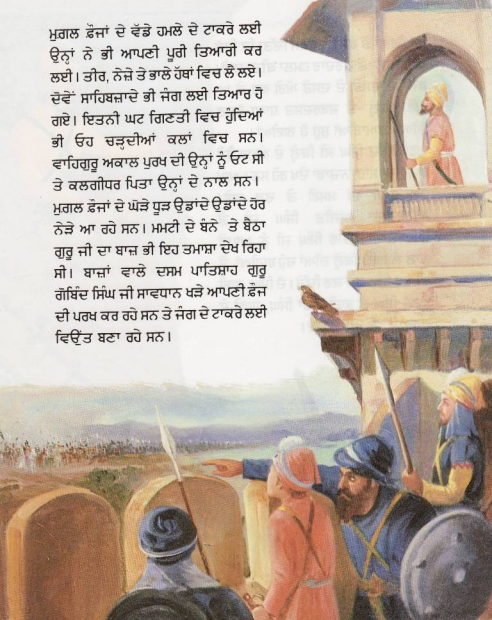 ਮੁਗਲ ਫ਼ੌਜਾਂ ਦੇ ਵੱਡੇ ਹਮਲੇ ਦੇ ਟਾਕਰੇ ਲਈ
ਉਨ੍ਹਾਂ ਨੇ ਭੀ ਆਪਣੀ ਪੂਰੀ ਤਿਆਰੀ ਕਰ
ਲਈ। ਤੀਰ, ਨੇਜ਼ੇ ਤੇ ਭਾਲੇ ਹੱਥਾਂ ਵਿਚ ਲੈ ਲਏ।
ਦੋਵੇਂ ਸਾਹਿਬਜ਼ਾਦੇ ਭੀ ਜੰਗ ਲਈ ਤਿਆਰ ਹੋ
ਗਏ। ਇਤਨੀ ਘਟ ਗਿਣਤੀ ਵਿਚ ਹੁੰਦਿਆਂ
ਭੀ ਓਹ ਚੜ੍ਹਦੀਆਂ ਕਲਾਂ ਵਿਚ ਸਨ।
ਵਾਹਿਗੁਰੂ ਅਕਾਲ ਪੁਰਖ ਦੀ ਉਨ੍ਹਾਂ ਨੂੰ ਓਟ ਸੀ
ਤੇ ਕਲਗੀਧਰ ਪਿਤਾ ਉਨ੍ਹਾਂ ਦੇ ਨਾਲ ਸਨ।
ਮੁਗਲ ਫ਼ੌਜਾਂ ਦੇ ਘੋੜੇ ਧੂੜ ਉਡਾਂਦੇ ਉਡਾਂਦੇ ਹੋਰ
ਨੇੜੇ ਆ ਰਹੇ ਸਨ। ਮਮਟੀ ਦੇ ਬੰਨੇ ਤੇ ਬੈਠਾ
ਗੁਰੂ ਜੀ ਦਾ ਬਾਜ਼ ਭੀ ਇਹ ਤਮਾਸ਼ਾ ਦੇਖ ਰਿਹਾ
ਸੀ। ਬਾਜ਼ਾਂ ਵਾਲੇ ਦਸਮ ਪਾਤਿਸ਼ਾਹ ਗੁਰੂ
ਗੋਬਿੰਦ ਸਿੰਘ ਜੀ ਸਾਵਧਾਨ ਖੜੇ ਆਪਣੀ ਫ਼ੌਜ
ਦੀ ਪਰਖ ਕਰ ਰਹੇ ਸਨ ਤੇ ਜੰਗ ਦੇ ਟਾਕਰੇ ਲਈ
ਵਿਉਂਤ ਬਣਾ ਰਹੇ ਸਨ।